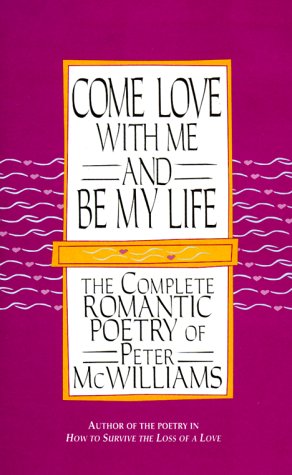 COME LOVE
WITH ME
AND
BE MY LIFE
THE COMPLETE
ROMANTIC
POETRY OF
PETER
MCWILLIAMS
AUTHOR OF THE POETRY IN
HOW TO SURVIVE THE LOSS OF A LOVE